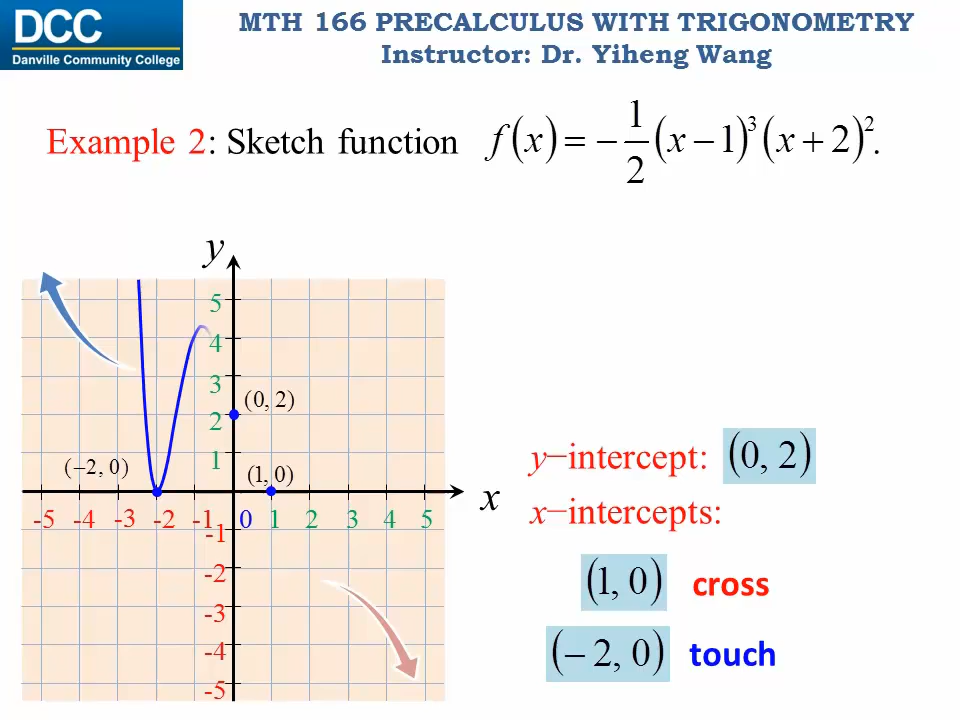 DCC
Danville Community College
MTH 166 PRECALCULUS WITH TRIGONOMETRY
Instructor: Dr. Yiheng Wang
Example 2: Sketch function f(x) = −1/2 (x − 1)³ (x + 2)².
y
5
4
3
2
1
(0, 2)
(−2, 0)
(1, 0)
x
-5 -4 -3 -2 -1 0 1 2 3 4 5
-1
-2
-3
-4
-5
y−intercept: (0, 2)
x−intercepts:
(1, 0) cross
(− 2, 0) touch